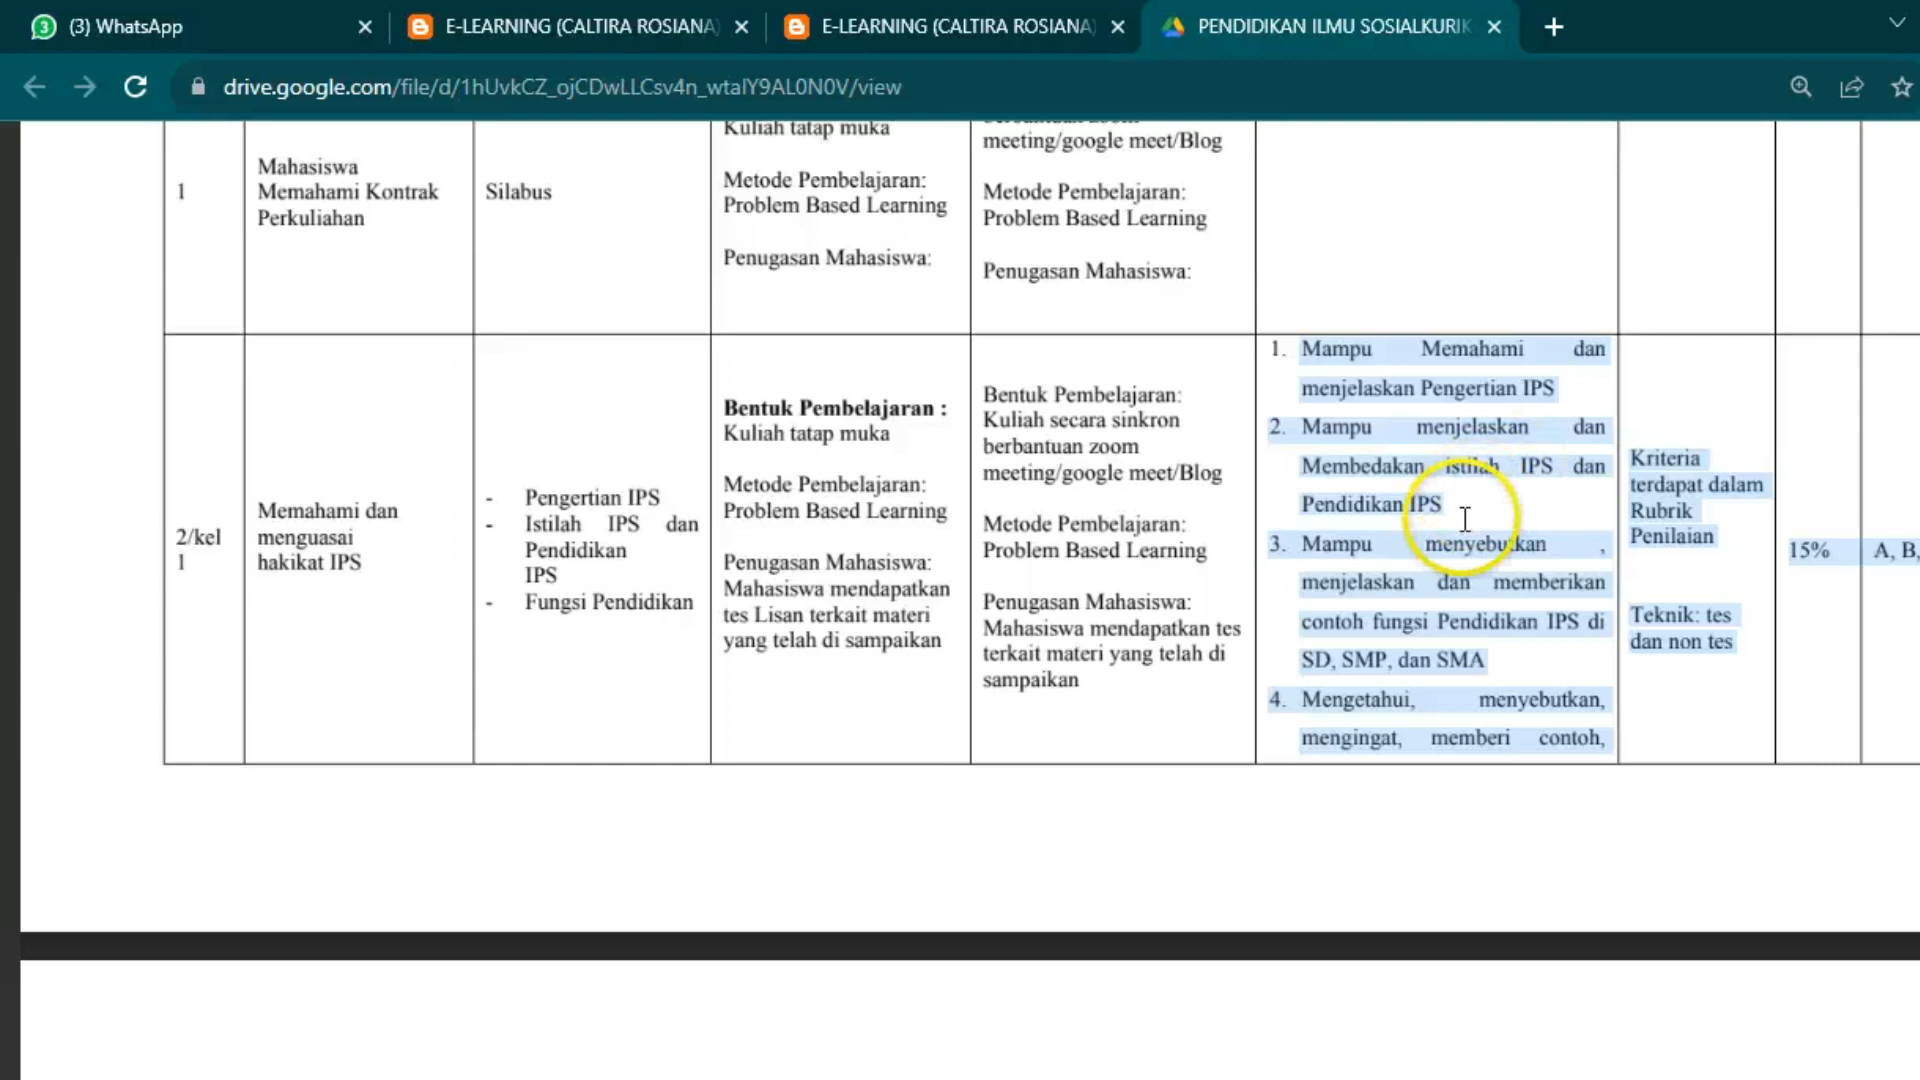 (3) WhatsApp
E-LEARNING (CALTIRA ROSIANA)
E-LEARNING (CALTIRA ROSIANA)
PENDIDIKAN ILMU SOSIALKURIK
drive.google.com/file/d/1hUvkCZ_ojCDwLLCsv4n_wtalY9AL0N0V/view
1
Mahasiswa
Memahami Kontrak
Perkuliahan
Silabus
Kuliah tatap muka
Metode Pembelajaran:
Problem Based Learning
Penugasan Mahasiswa:
meeting/google meet/Blog
Metode Pembelajaran:
Problem Based Learning
Penugasan Mahasiswa:
2/kel
1
Memahami dan
menguasai
hakikat IPS
- Pengertian IPS
- Istilah IPS dan
Pendidikan
IPS
- Fungsi Pendidikan
Bentuk Pembelajaran :
Kuliah tatap muka
Metode Pembelajaran:
Problem Based Learning
Penugasan Mahasiswa:
Mahasiswa mendapatkan
tes Lisan terkait materi
yang telah di sampaikan
Bentuk Pembelajaran:
Kuliah secara sinkron
berbantuan zoom
meeting/google meet/Blog
Metode Pembelajaran:
Problem Based Learning
Penugasan Mahasiswa:
Mahasiswa mendapatkan tes
terkait materi yang telah di
sampaikan
1. Mampu Memahami dan
menjelaskan Pengertian IPS
2. Mampu menjelaskan dan
Membedakan istilah IPS dan
Pendidikan IPS
3. Mampu menyebutkan ,
menjelaskan dan memberikan
contoh fungsi Pendidikan IPS di
SD, SMP, dan SMA
4. Mengetahui, menyebutkan,
mengingat, memberi contoh,
Kriteria
terdapat dalam
Rubrik
Penilaian
Teknik: tes
dan non tes
15%
A, B,